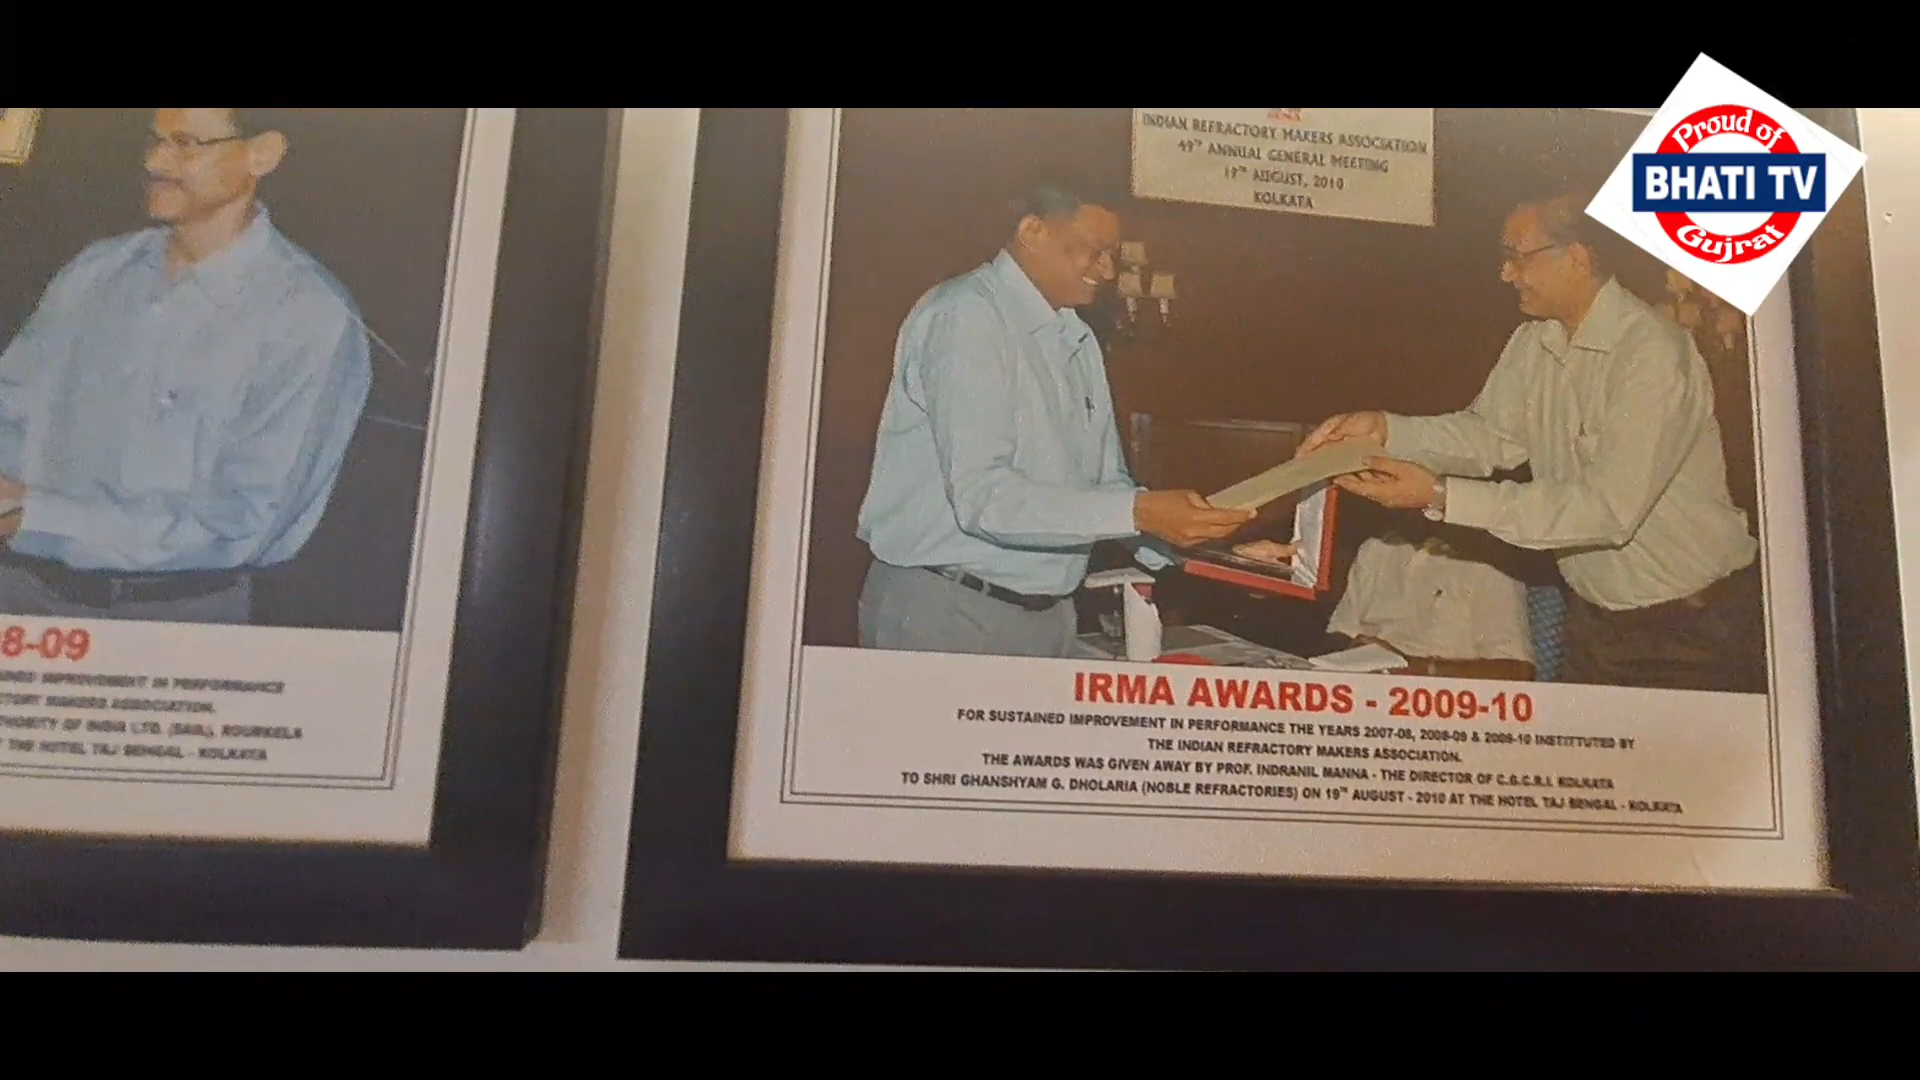 IRMA
INDIAN REFRACTORY MAKERS ASSOCIATION
49TH ANNUAL GENERAL MEETING
19TH AUGUST, 2010
KOLKATA
Proud of
BHATI TV
Gujrat
8-09
IMPROVEMENT IN PERFORMANCE
MAKERS ASSOCIATION.
OF INDIA LTD. (SAIL), ROURKELA
THE HOTEL TAJ BENGAL - KOLKATA
IRMA AWARDS - 2009-10
FOR SUSTAINED IMPROVEMENT IN PERFORMANCE THE YEARS 2007-08, 2008-09 & 2009-10 INSTITTUTED BY
THE INDIAN REFRACTORY MAKERS ASSOCIATION.
THE AWARDS WAS GIVEN AWAY BY PROF. INDRANIL MANNA - THE DIRECTOR OF C.G.C.R.I. KOLKATA
TO SHRI GHANSHYAM G. DHOLARIA (NOBLE REFRACTORIES) ON 19TH AUGUST - 2010 AT THE HOTEL TAJ BENGAL - KOLKATA